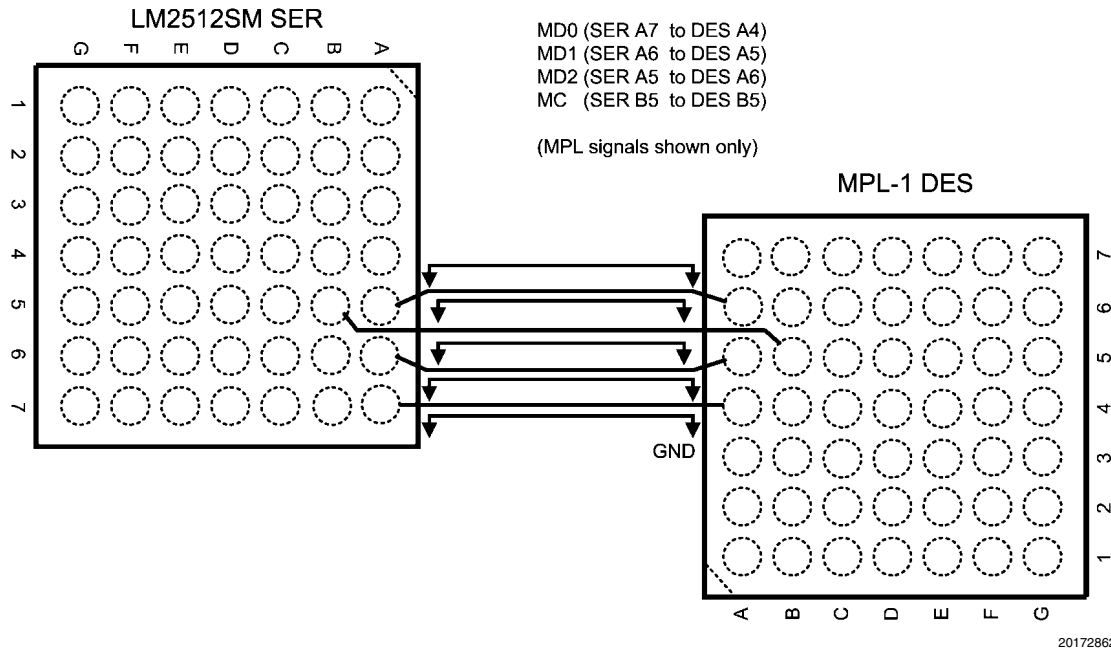 LM2512SM SER
G F E D C B A
1
2
3
4
5
6
7
MD0 (SER A7 to DES A4)
MD1 (SER A6 to DES A5)
MD2 (SER A5 to DES A6)
MC (SER B5 to DES B5)
(MPL signals shown only)
MPL-1 DES
7
6
5
4
3
2
1
GND
A B C D E F G
20172862